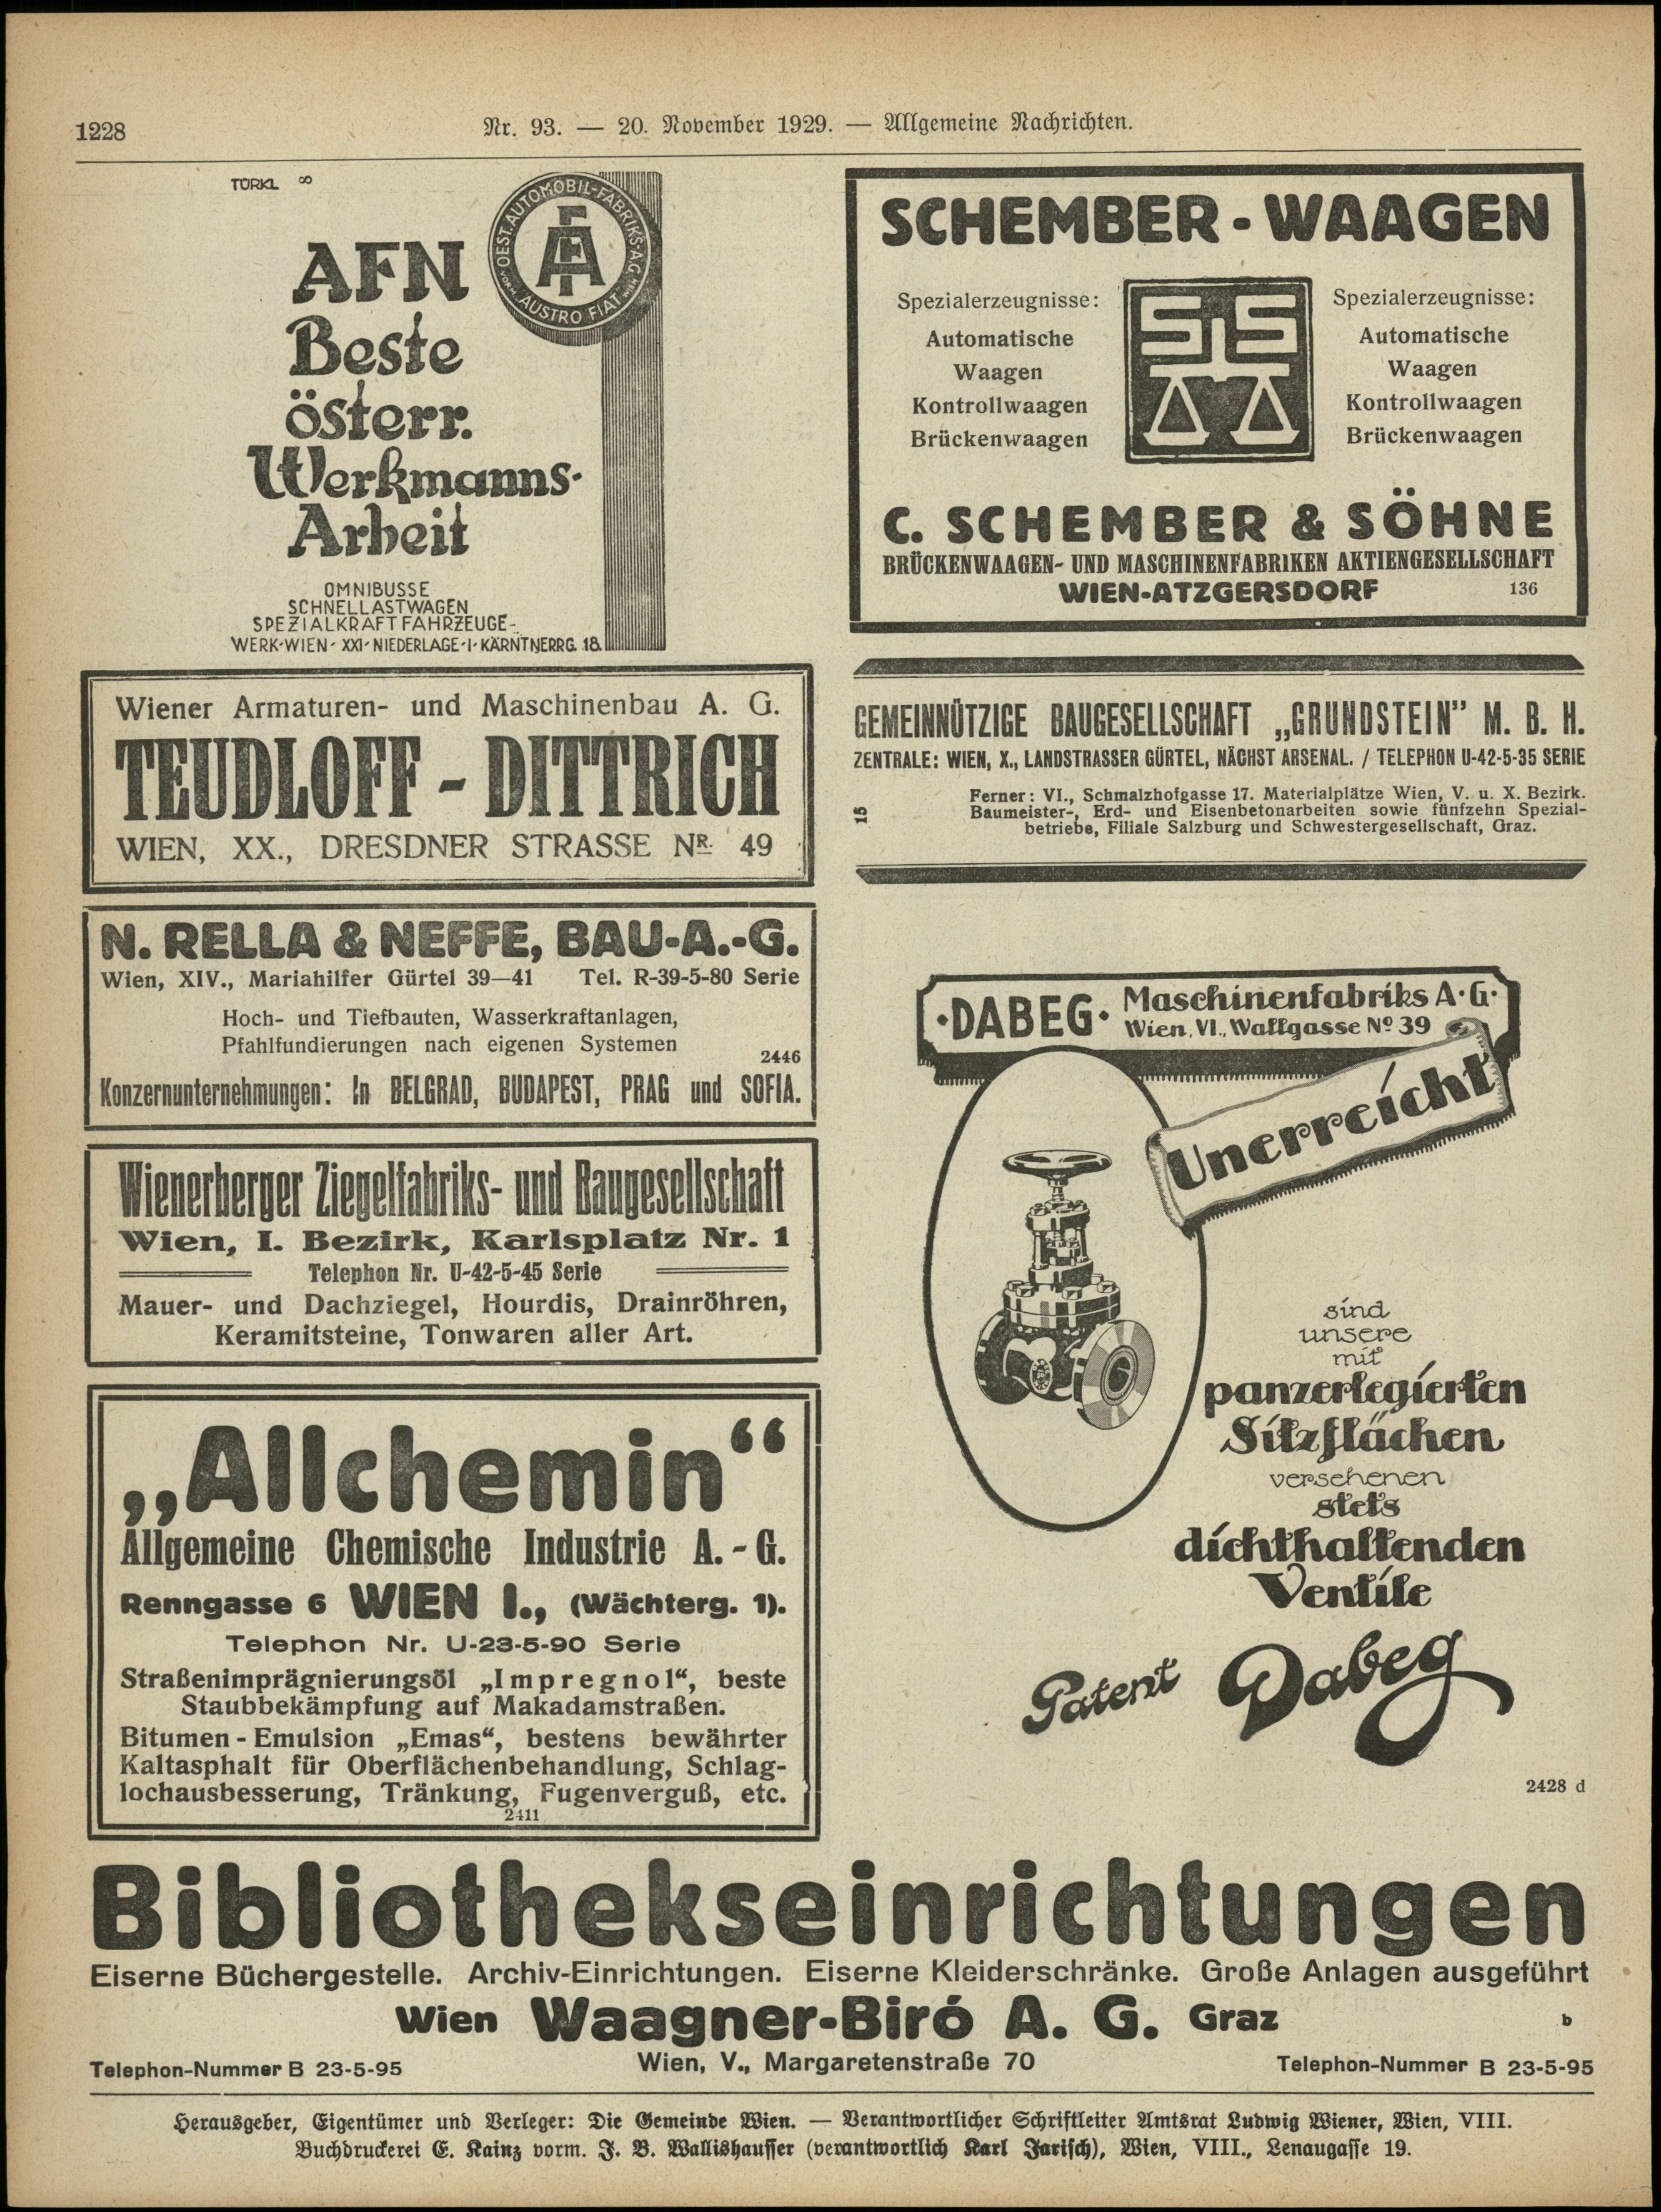 1228
Nr. 93. — 20. November 1929. — Allgemeine Nachrichten.
TÜRKL
OEST. AUTOMOBIL-FABRIKS-A.G.
VORM. AUSTRO FIAT WIEN
AFN
Beste
österr.
Werkmanns-
Arbeit
OMNIBUSSE
SCHNELLASTWAGEN
SPEZIALKRAFTFAHRZEUGE-
WERK-WIEN- XXI- NIEDERLAGE-I- KÄRNTNERRG. 18.
SCHEMBER - WAAGEN
Spezialerzeugnisse:
Automatische
Waagen
Kontrollwaagen
Brückenwaagen
Spezialerzeugnisse:
Automatische
Waagen
Kontrollwaagen
Brückenwaagen
C. SCHEMBER & SÖHNE
BRÜCKENWAAGEN- UND MASCHINENFABRIKEN AKTIENGESELLSCHAFT
WIEN-ATZGERSDORF 136
Wiener Armaturen- und Maschinenbau A. G.
TEUDLOFF - DITTRICH
WIEN, XX., DRESDNER STRASSE NR. 49
GEMEINNÜTZIGE BAUGESELLSCHAFT „GRUNDSTEIN” M. B. H.
ZENTRALE: WIEN, X., LANDSTRASSER GÜRTEL, NÄCHST ARSENAL. / TELEPHON U-42-5-35 SERIE
Ferner: VI., Schmalzhofgasse 17. Materialplätze Wien, V. u. X. Bezirk.
Baumeister-, Erd- und Eisenbetonarbeiten sowie fünfzehn Spezial-
betriebe, Filiale Salzburg und Schwestergesellschaft, Graz.
15
N. RELLA & NEFFE, BAU-A.-G.
Wien, XIV., Mariahilfer Gürtel 39—41 Tel. R-39-5-80 Serie
Hoch- und Tiefbauten, Wasserkraftanlagen,
Pfahlfundierungen nach eigenen Systemen
2446
Konzernunternehmungen: In BELGRAD, BUDAPEST, PRAG und SOFIA.
Wienerberger Ziegelfabriks- und Baugesellschaft
Wien, I. Bezirk, Karlsplatz Nr. 1
Telephon Nr. U-42-5-45 Serie
Mauer- und Dachziegel, Hourdis, Drainröhren,
Keramitsteine, Tonwaren aller Art.
„Allchemin“
Allgemeine Chemische Industrie A. - G.
Renngasse 6 WIEN I., (Wächterg. 1).
Telephon Nr. U-23-5-90 Serie
Straßenimprägnierungsöl „Impregnol“, beste
Staubbekämpfung auf Makadamstraßen.
Bitumen - Emulsion „Emas“, bestens bewährter
Kaltasphalt für Oberflächenbehandlung, Schlag-
lochausbesserung, Tränkung, Fugenverguß, etc.
2411
·DABEG· Maschinenfabriks A·G·
Wien, VI., Wallgasse Nº 39
Unerreicht
sind
unsere
mit
panzerlegierten
Sitzflächen
versehenen
stets
dichthaltenden
Ventile
Patent Dabeg
2428 d
Bibliothekseinrichtungen
Eiserne Büchergestelle. Archiv-Einrichtungen. Eiserne Kleiderschränke. Große Anlagen ausgeführt
Wien Waagner-Biró A. G. Graz b
Telephon-Nummer B 23-5-95 Wien, V., Margaretenstraße 70 Telephon-Nummer B 23-5-95
Herausgeber, Eigentümer und Verleger: Die Gemeinde Wien. — Verantwortlicher Schriftleiter Amtsrat Ludwig Wiener, Wien, VIII.
Buchdruckerei E. Kainz vorm. J. B. Wallishausser (verantwortlich Karl Jarisch), Wien, VIII., Lenaugasse 19.